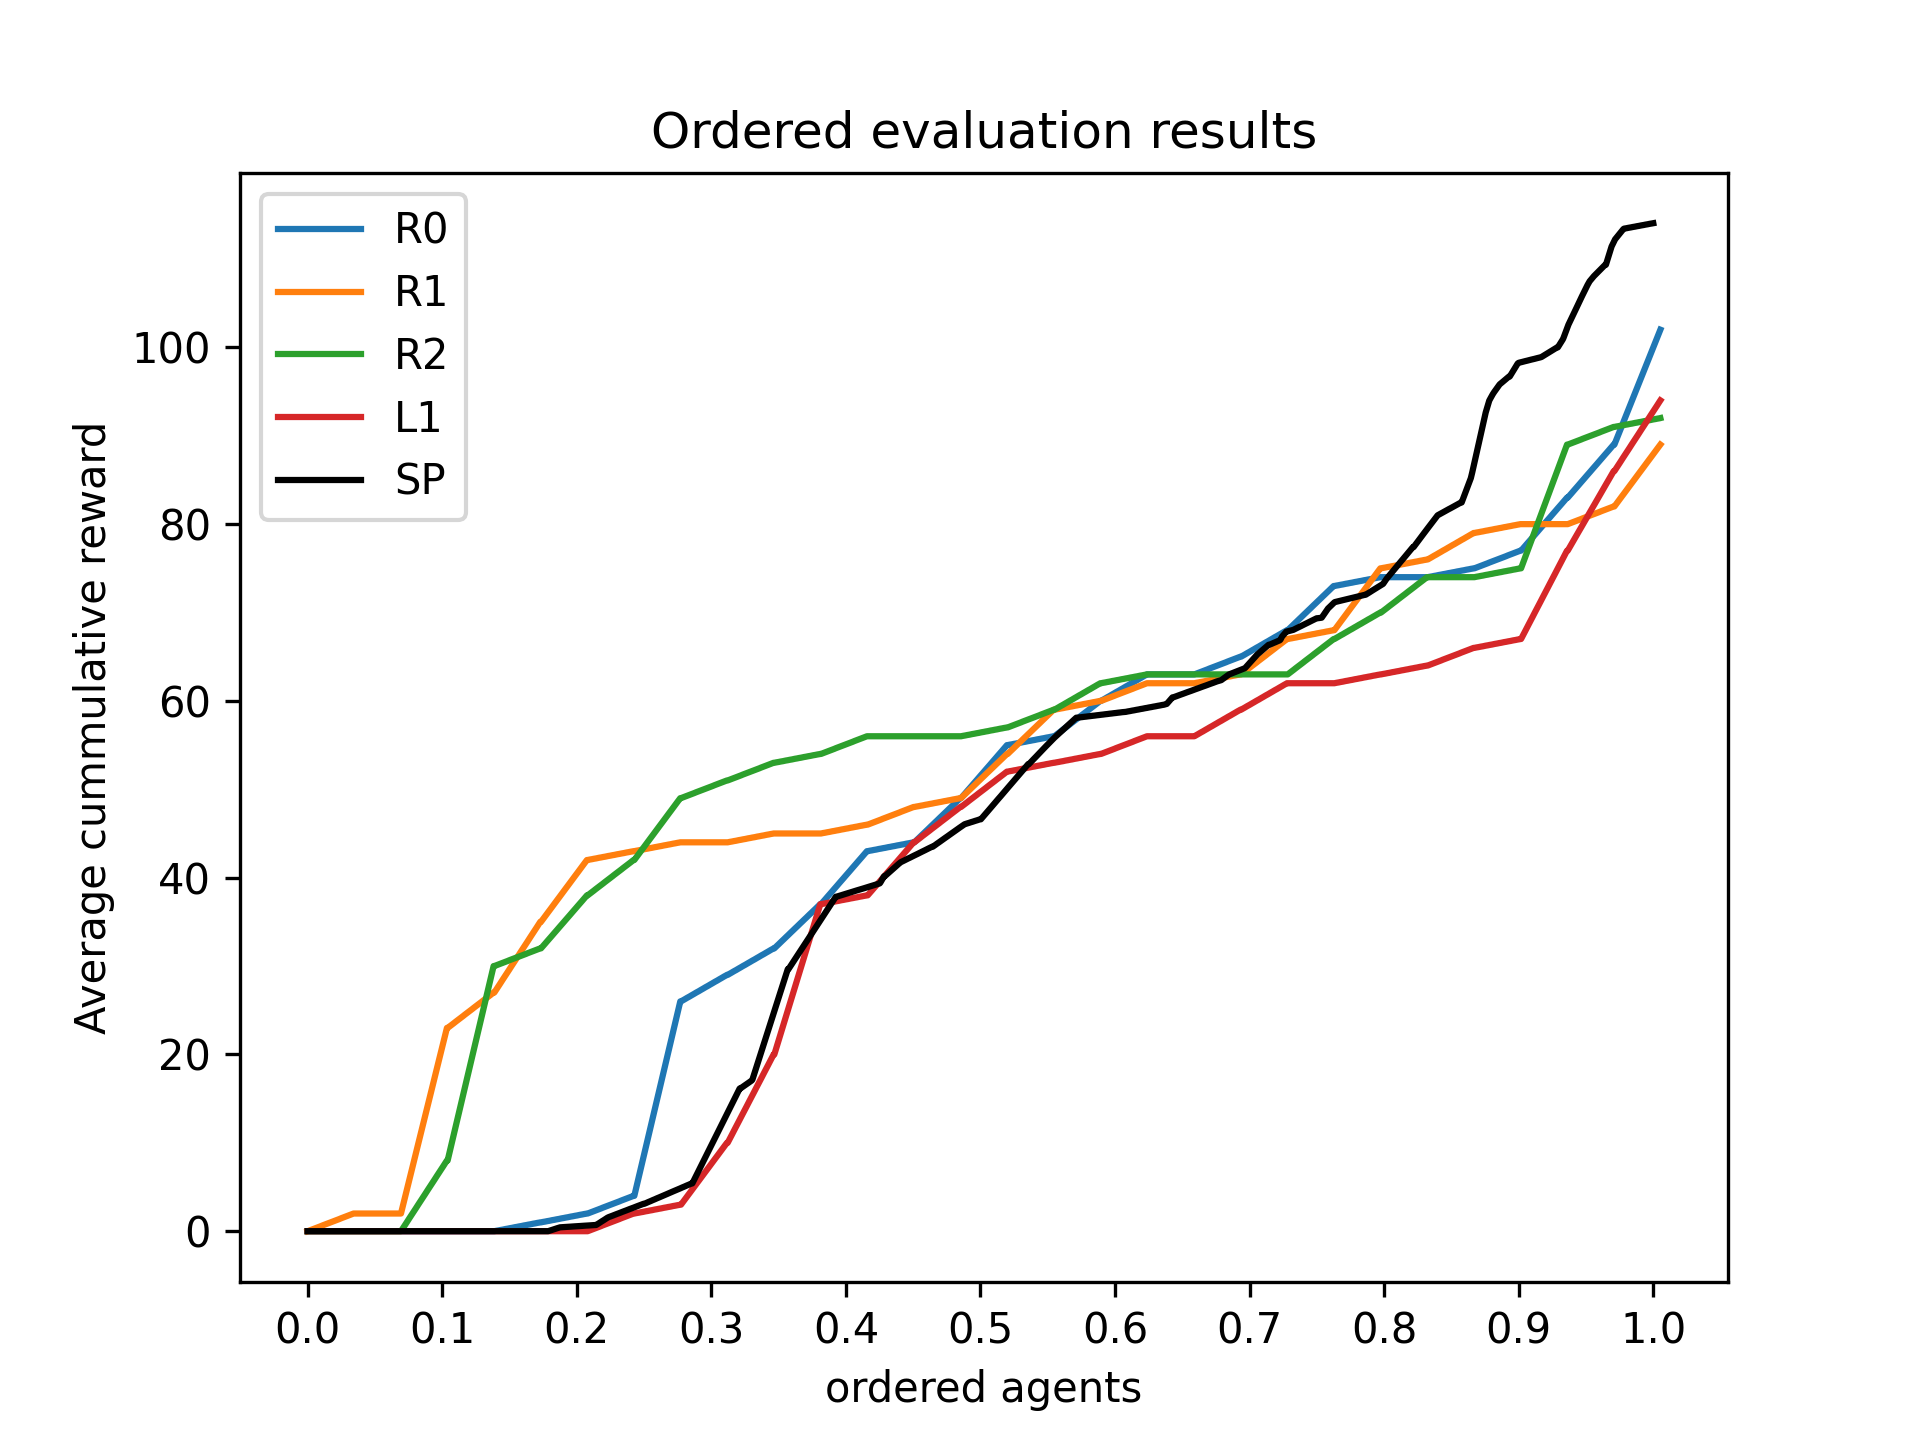 Ordered evaluation results
R0
R1
R2
L1
SP
Average cummulative reward
100
80
60
40
20
0
0.0 0.1 0.2 0.3 0.4 0.5 0.6 0.7 0.8 0.9 1.0
ordered agents